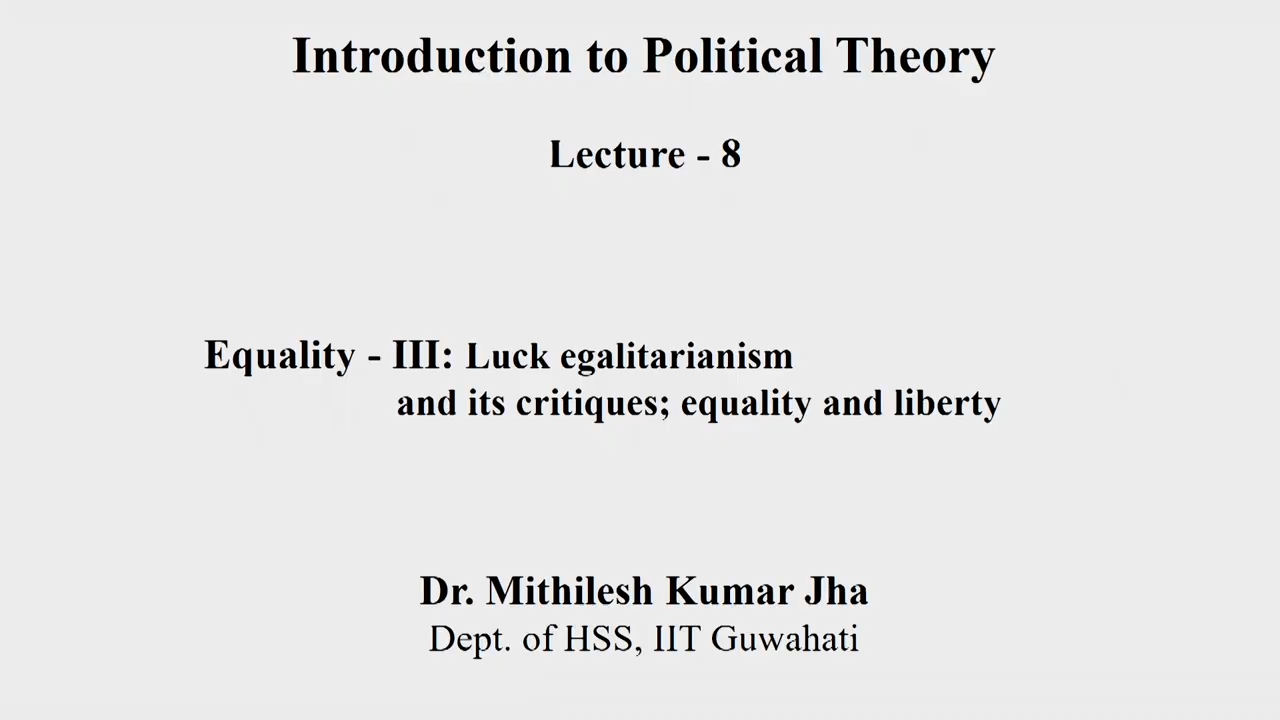 Introduction to Political Theory
Lecture - 8
Equality - III: Luck egalitarianism
and its critiques; equality and liberty
Dr. Mithilesh Kumar Jha
Dept. of HSS, IIT Guwahati